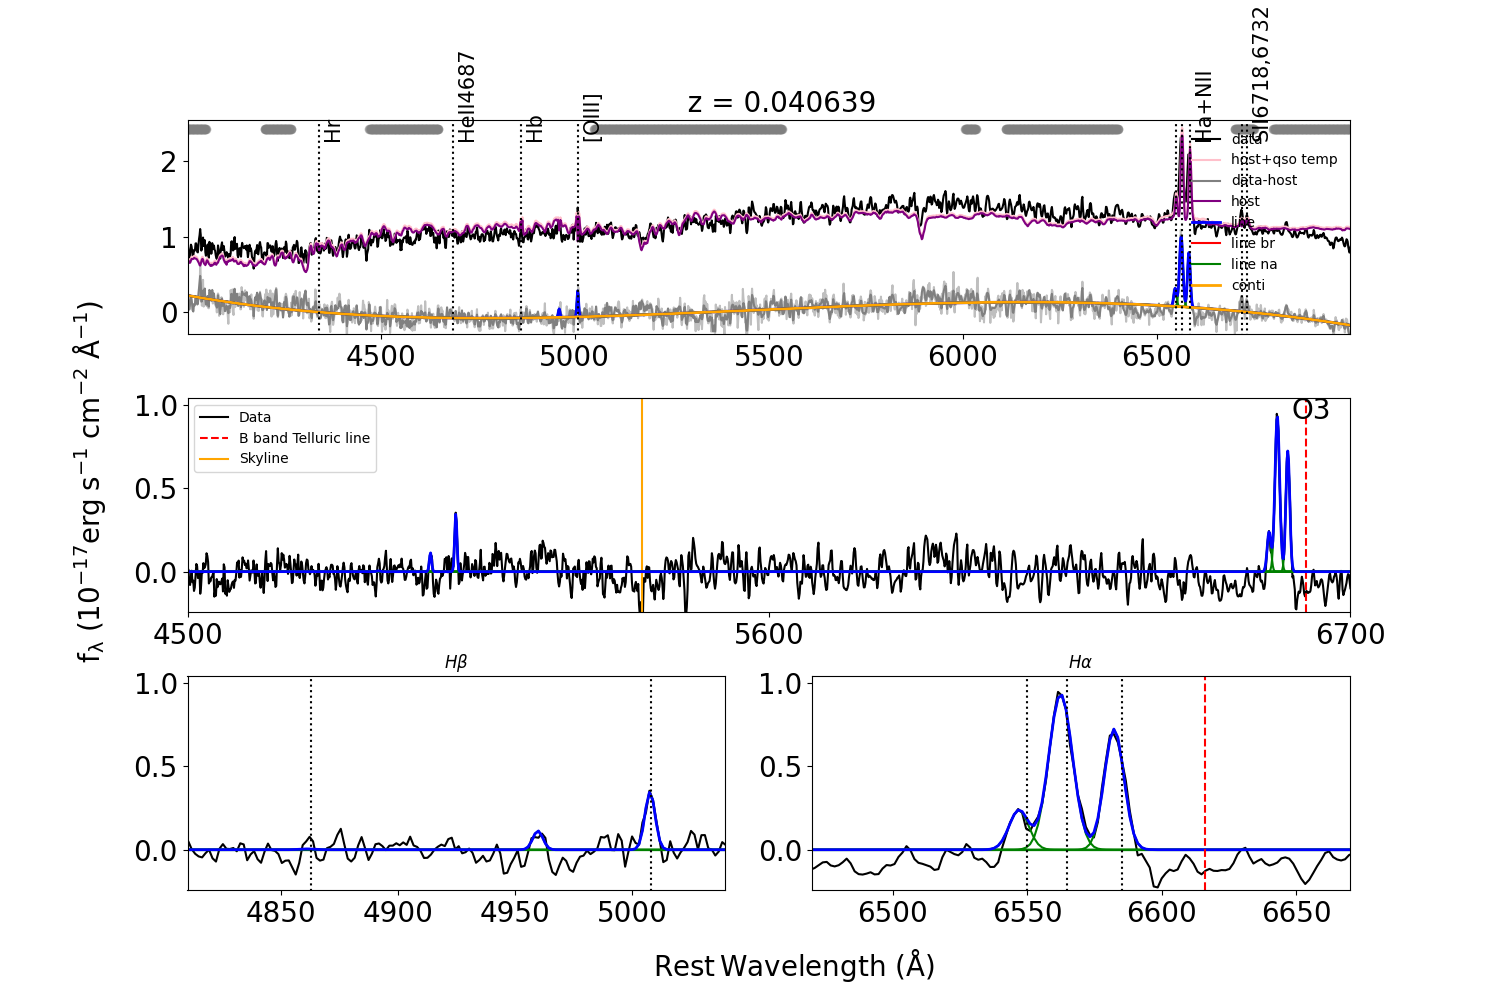 z = 0.040639
Hr
HeII4687
Hb
[OIII]
Ha+NII
SII6718,6732
data
host+qso temp
data-host
host
line
line br
line na
conti
2
1
0
4500
5000
5500
6000
6500
Data
B band Telluric line
Skyline
O3
1.0
0.5
0.0
4500
5600
6700
fλ (10⁻¹⁷erg s⁻¹ cm⁻² Å⁻¹)
Hβ
1.0
0.5
0.0
4850
4900
4950
5000
Hα
1.0
0.5
0.0
6500
6550
6600
6650
Rest Wavelength (Å)